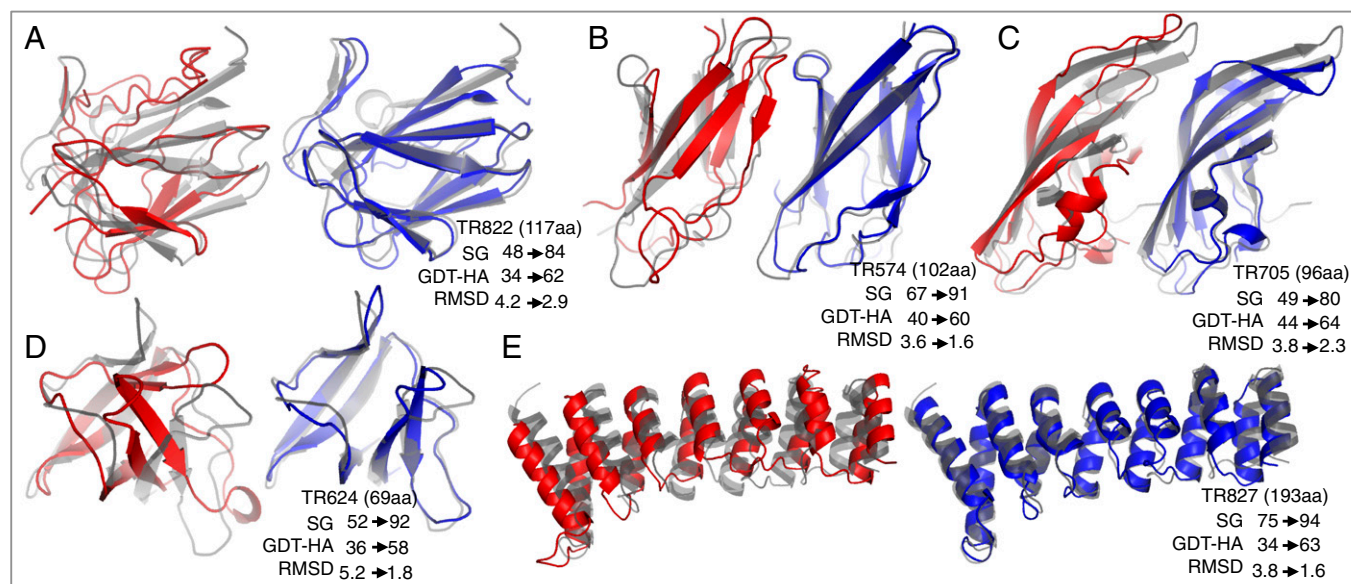 A
TR822 (117aa)
SG 48→84
GDT-HA 34→62
RMSD 4.2→2.9
B
TR574 (102aa)
SG 67→91
GDT-HA 40→60
RMSD 3.6→1.6
C
TR705 (96aa)
SG 49→80
GDT-HA 44→64
RMSD 3.8→2.3
D
TR624 (69aa)
SG 52→92
GDT-HA 36→58
RMSD 5.2→1.8
E
TR827 (193aa)
SG 75→94
GDT-HA 34→63
RMSD 3.8→1.6